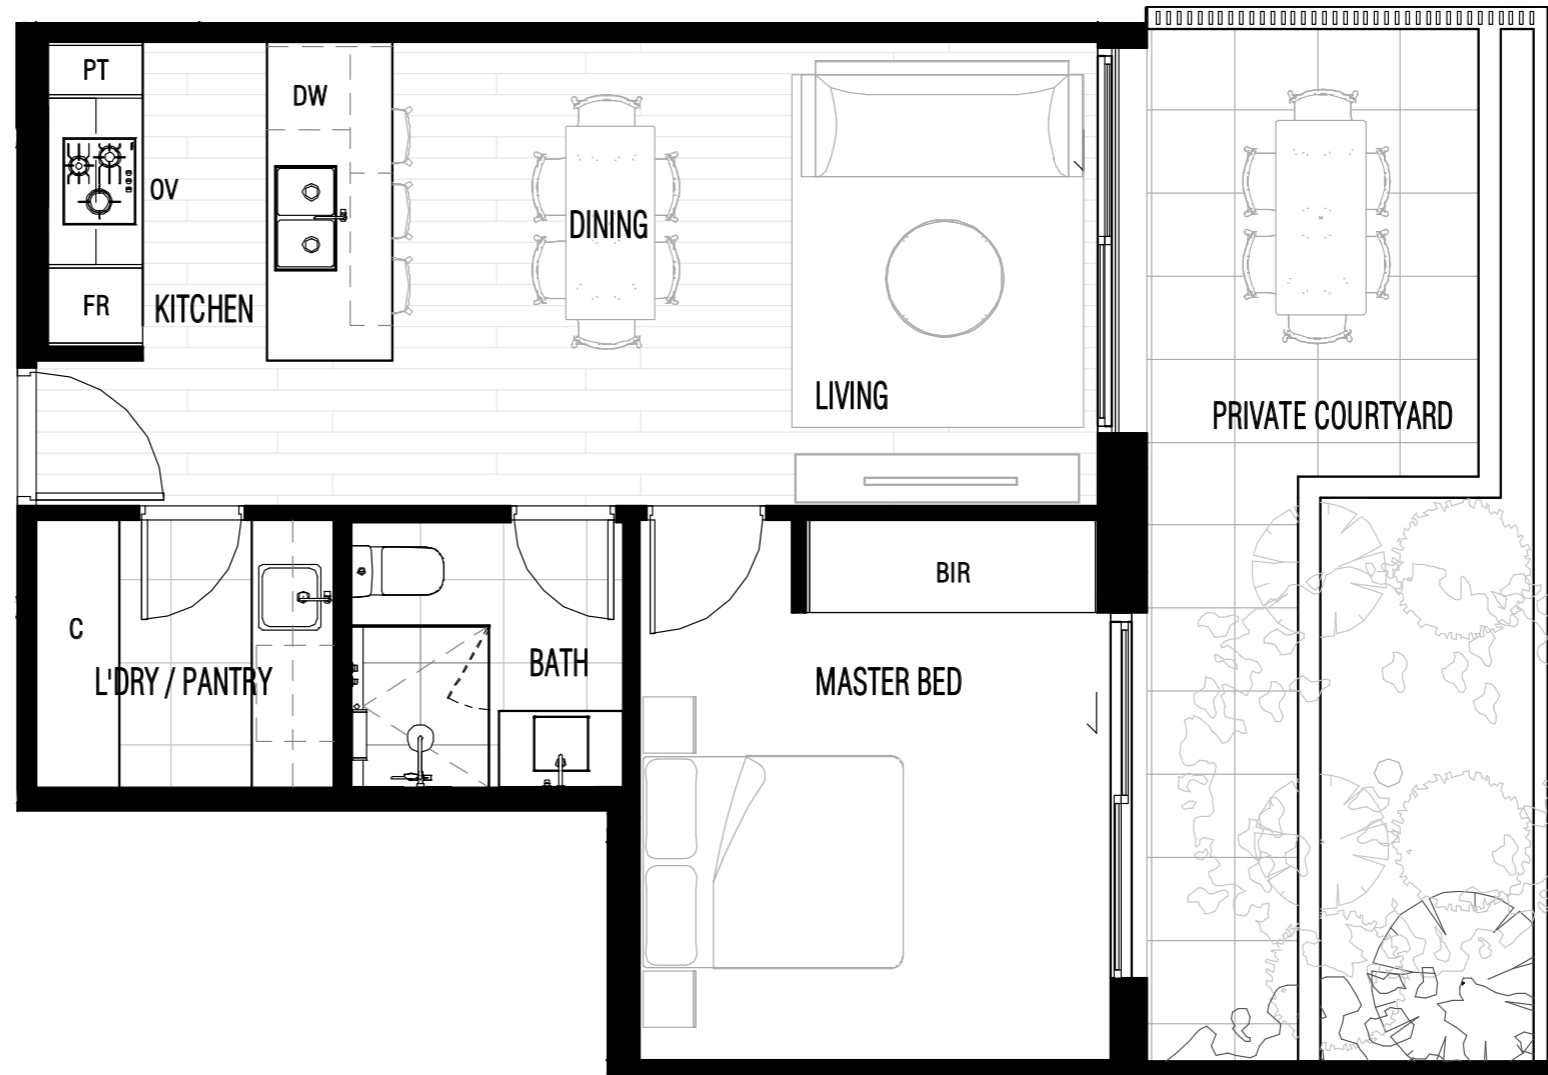 PT
DW
OV
DINING
FR
KITCHEN
LIVING
PRIVATE COURTYARD
BIR
C
L'DRY / PANTRY
BATH
MASTER BED